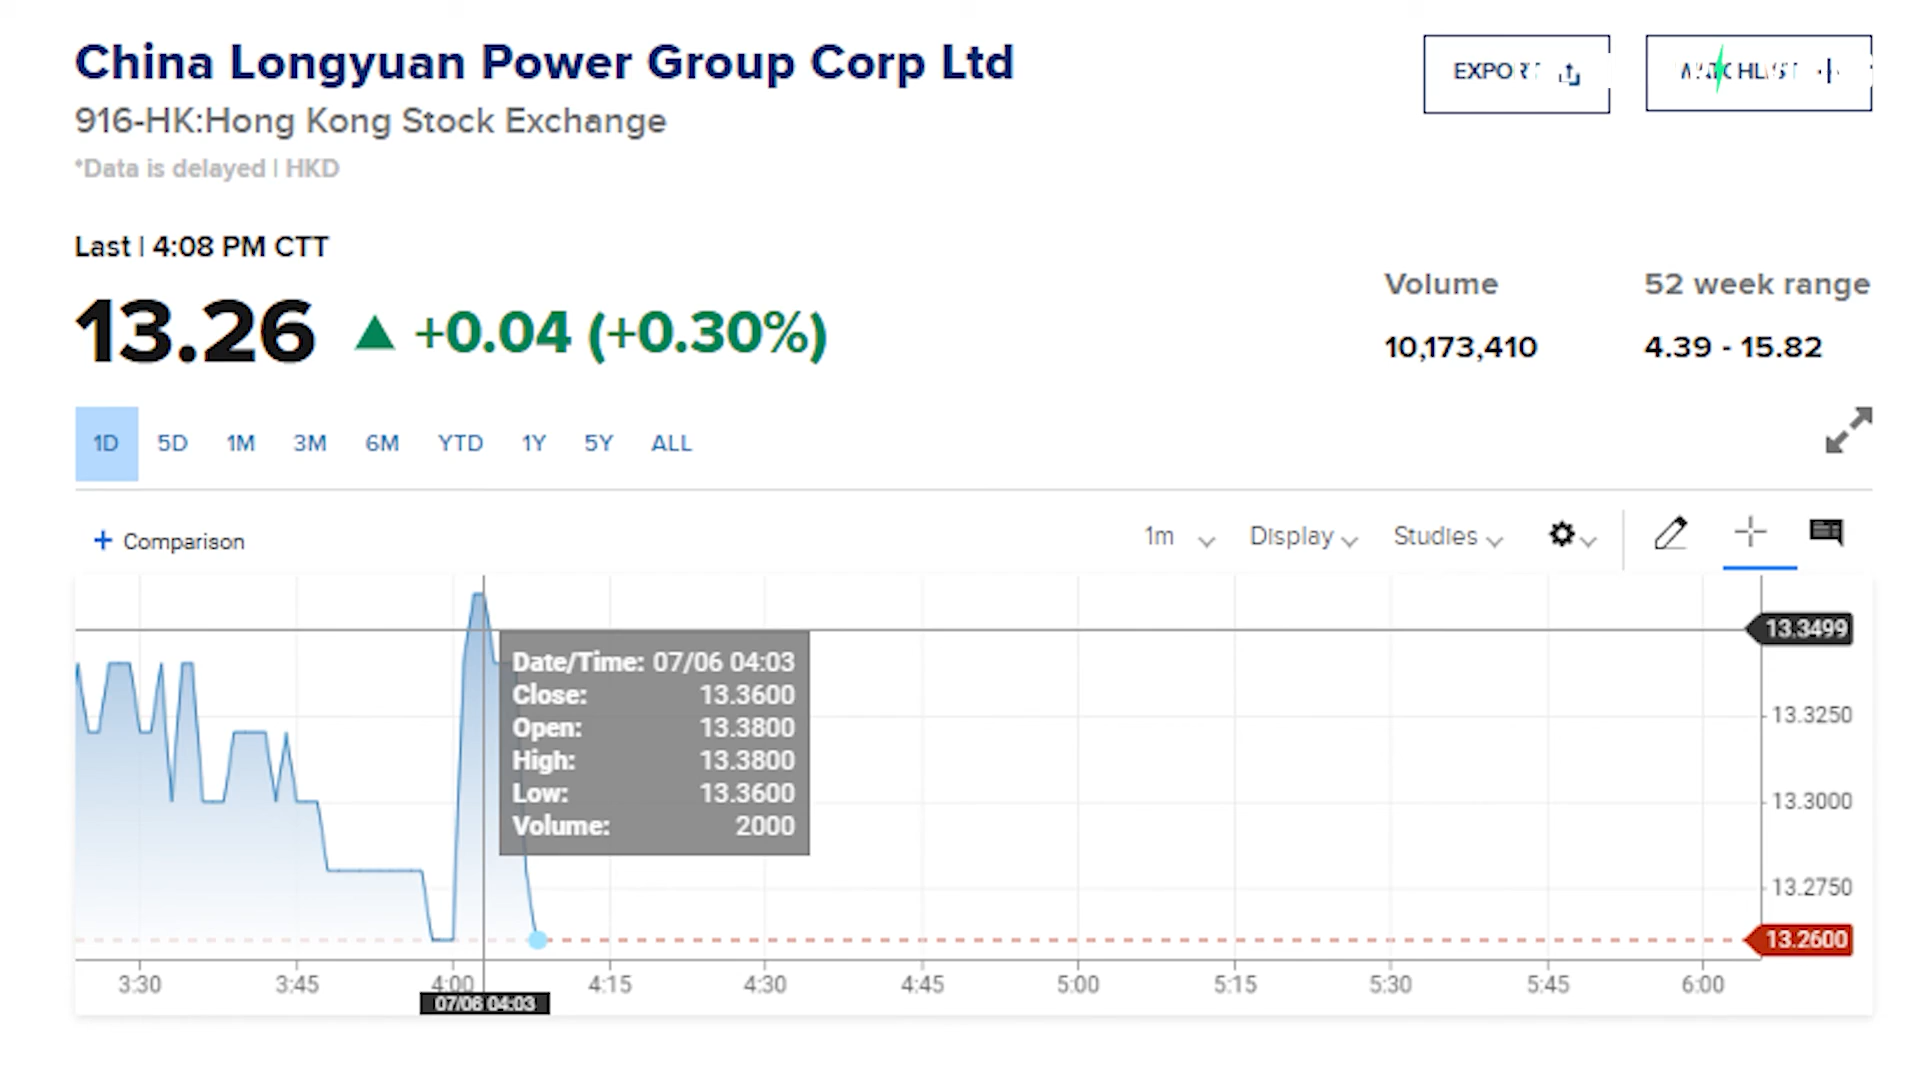 China Longyuan Power Group Corp Ltd
916-HK:Hong Kong Stock Exchange
*Data is delayed | HKD
EXPORT
WATCHLIST +
Last | 4:08 PM CTT
13.26 ▲ +0.04 (+0.30%)
Volume
10,173,410
52 week range
4.39 - 15.82
1D 5D 1M 3M 6M YTD 1Y 5Y ALL
+ Comparison
1m Display Studies
Date/Time: 07/06 04:03
Close: 13.3600
Open: 13.3800
High: 13.3800
Low: 13.3600
Volume: 2000
13.3499
13.3250
13.3000
13.2750
13.2600
3:30 3:45 4:00 4:15 4:30 4:45 5:00 5:15 5:30 5:45 6:00
07/06 04:03